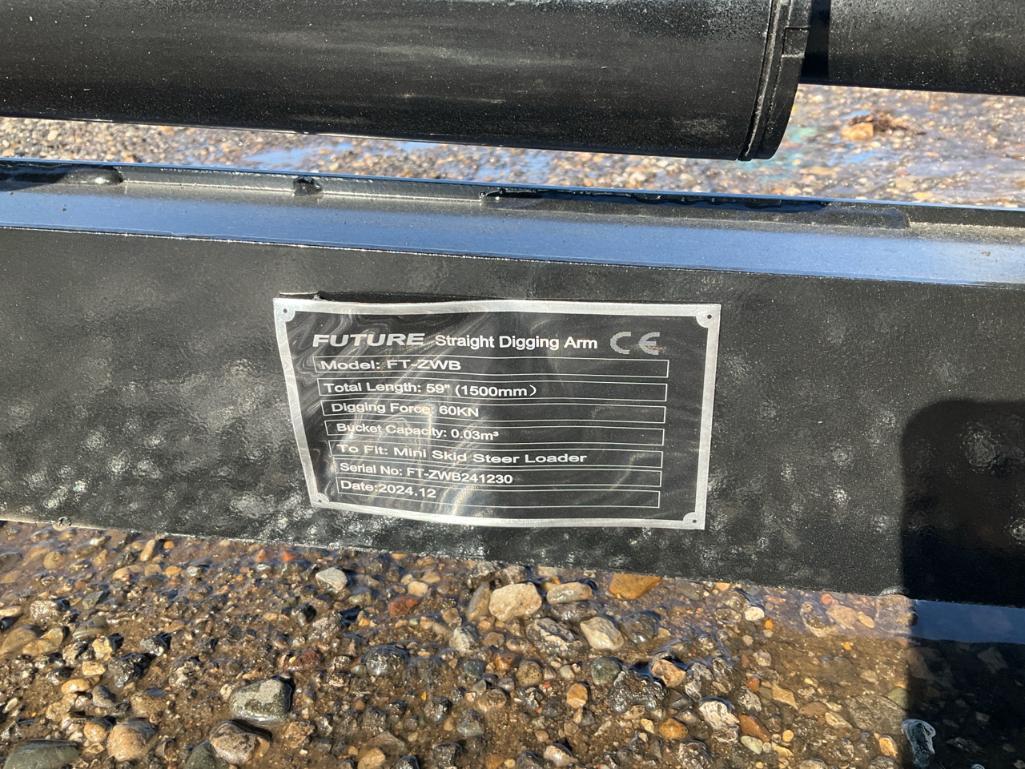 FUTURE Straight Digging Arm CE
Model: FT-ZWB
Total Length: 59" (1500mm）
Digging Force: 60KN
Bucket Capacity: 0.03m³
To Fit: Mini Skid Steer Loader
Serial No: FT-ZWB241230
Date:2024.12